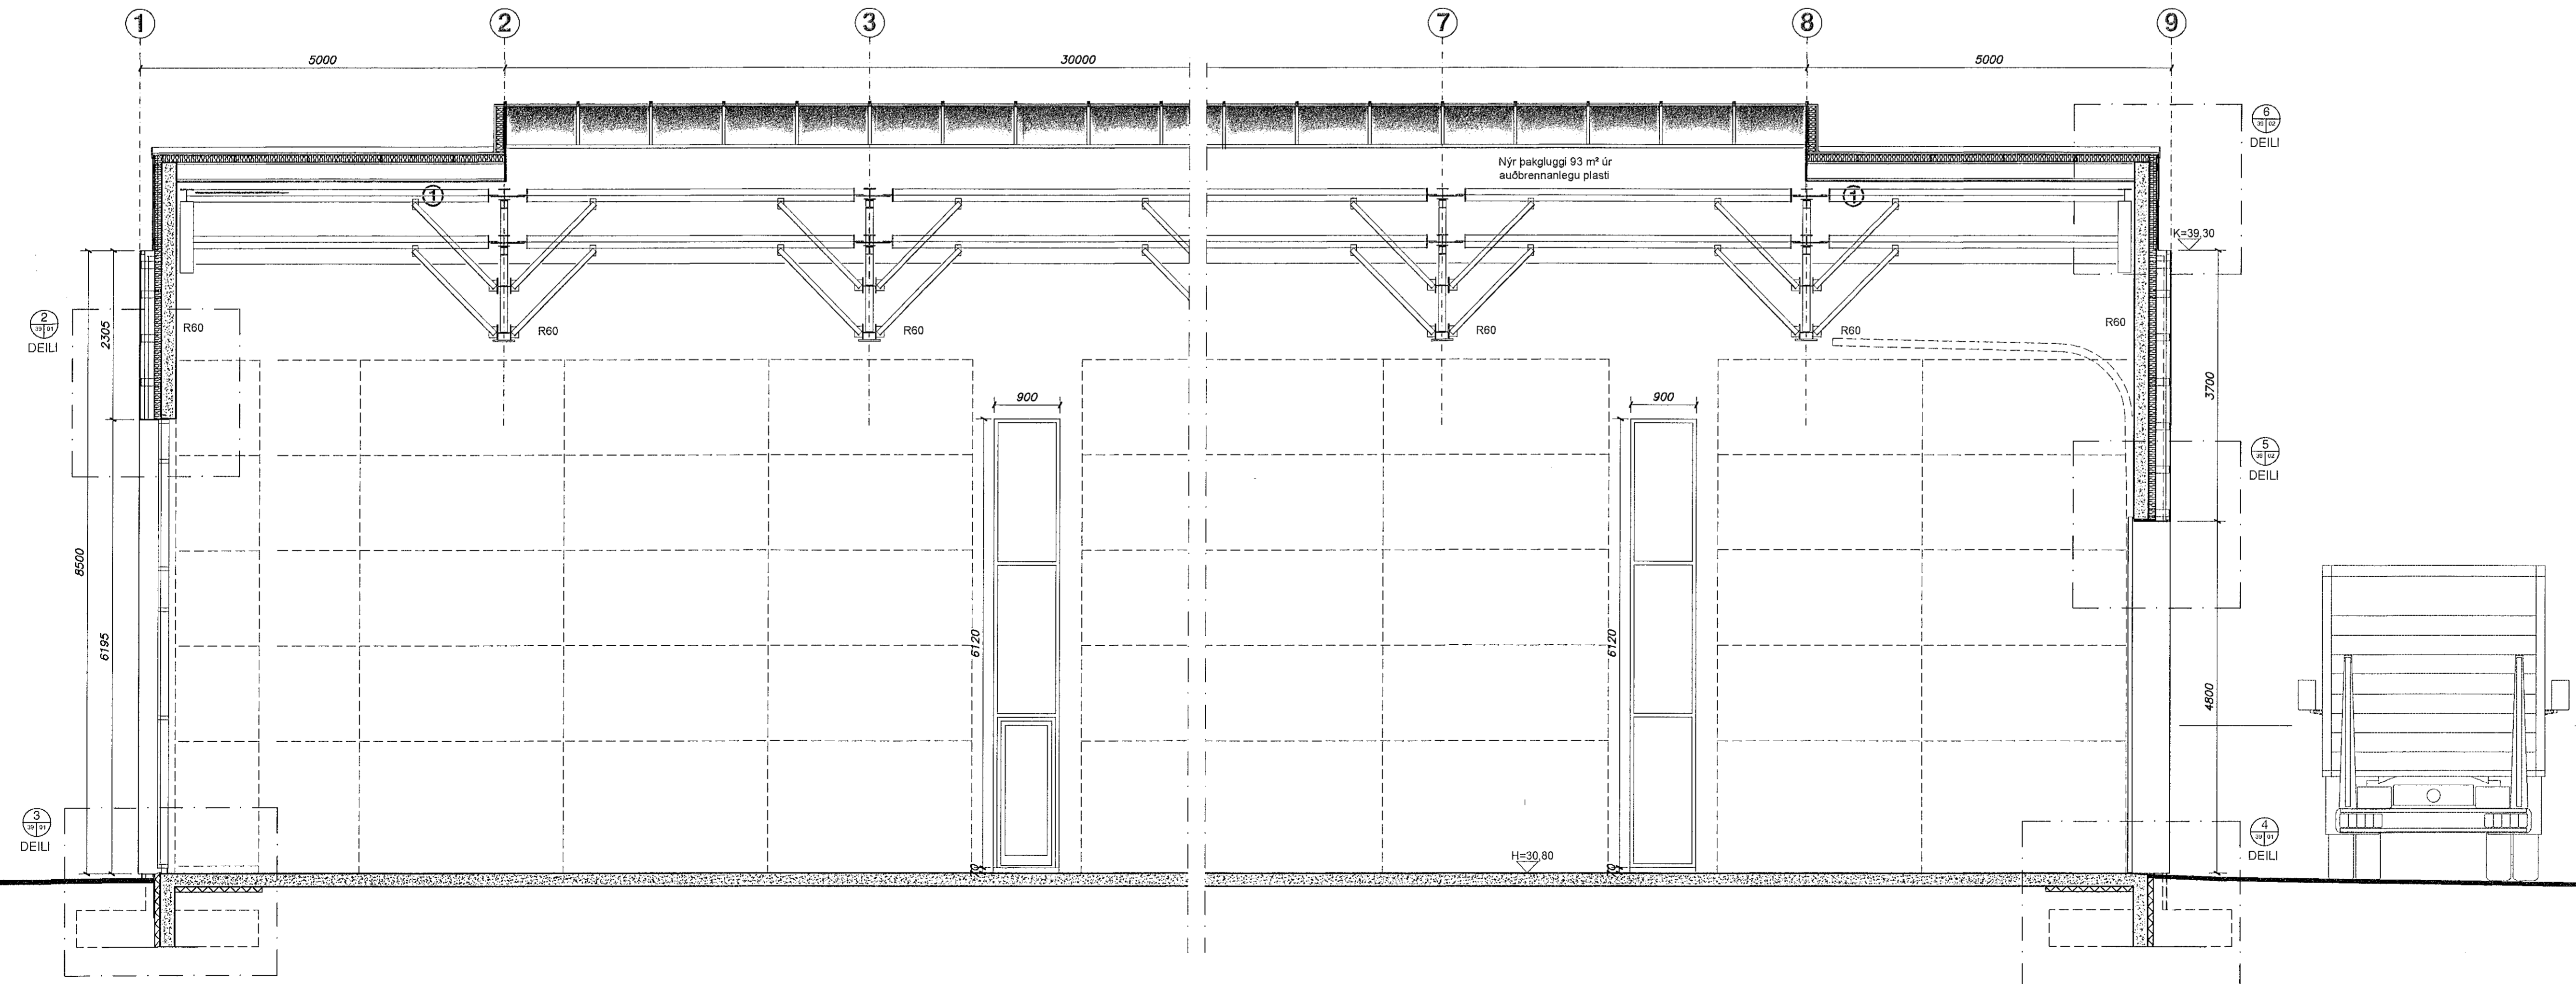 1 2 3 7 8 9
5000 30000 5000
6
39 02
DEILI
Nýr þakgluggi 93 m² úr
auðbrennanlegu plasti
1 1
K=39,30
2
39 01
DEILI
2305
R60 R60 R60 R60 R60 R60
3700
900 900
5
39 02
DEILI
8500
6195
6120
6120
4800
3
39 01
DEILI
4
39 01
DEILI
H=30,80
70
70